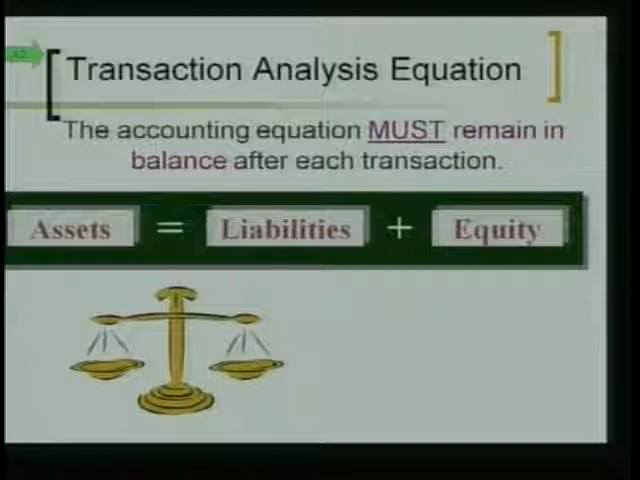 Transaction Analysis Equation
The accounting equation MUST remain in
balance after each transaction.
Assets = Liabilities + Equity